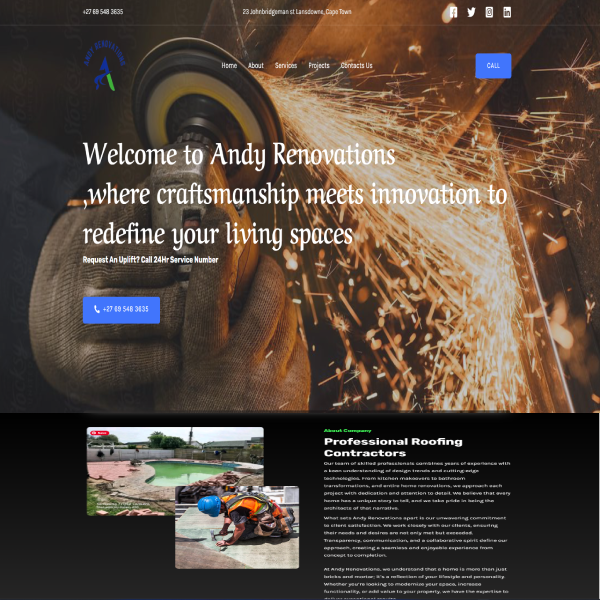 +27 69 548 3635
23 Johnbridgeman st Lansdowne, Cape Town
ANDY RENOVATIONS
Home About Services Projects Contacts Us
CALL
Welcome to Andy Renovations
,where craftsmanship meets innovation to
redefine your living spaces
Request An Uplift? Call 24Hr Service Number
+27 69 548 3635
About Company
Professional Roofing
Contractors
Our team of skilled professionals combines years of experience with
a keen understanding of design trends and cutting-edge
technologies. From kitchen makeovers to bathroom
transformations, and entire home renovations, we approach each
project with dedication and attention to detail. We believe that every
home has a unique story to tell, and we take pride in being the
architects of that narrative.
What sets Andy Renovations apart is our unwavering commitment
to client satisfaction. We work closely with our clients, ensuring
their needs and desires are not only met but exceeded.
Transparency, communication, and a collaborative spirit define our
approach, creating a seamless and enjoyable experience from
concept to completion.
At Andy Renovations, we understand that a home is more than just
bricks and mortar; it's a reflection of your lifestyle and personality.
Whether you're looking to modernize your space, increase
functionality, or add value to your property, we have the expertise to